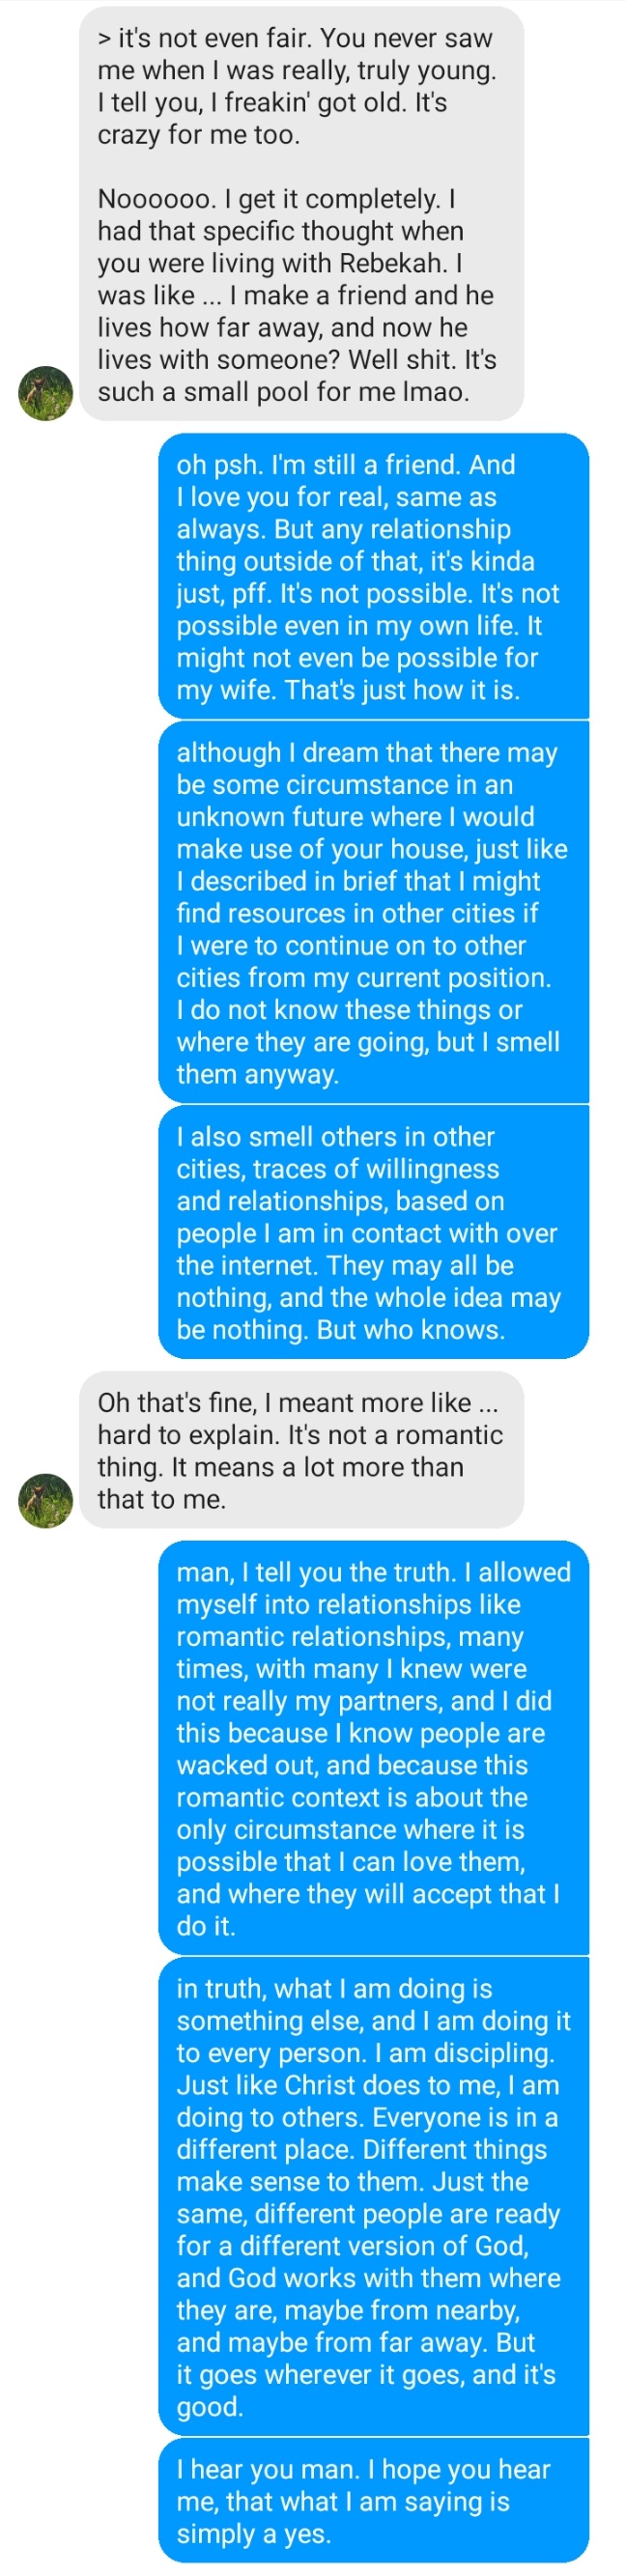 > it's not even fair. You never saw
me when I was really, truly young.
I tell you, I freakin' got old. It's
crazy for me too.
Noooooo. I get it completely. I
had that specific thought when
you were living with Rebekah. I
was like ... I make a friend and he
lives how far away, and now he
lives with someone? Well shit. It's
such a small pool for me lmao.
oh psh. I'm still a friend. And
I love you for real, same as
always. But any relationship
thing outside of that, it's kinda
just, pff. It's not possible. It's not
possible even in my own life. It
might not even be possible for
my wife. That's just how it is.
although I dream that there may
be some circumstance in an
unknown future where I would
make use of your house, just like
I described in brief that I might
find resources in other cities if
I were to continue on to other
cities from my current position.
I do not know these things or
where they are going, but I smell
them anyway.
I also smell others in other
cities, traces of willingness
and relationships, based on
people I am in contact with over
the internet. They may all be
nothing, and the whole idea may
be nothing. But who knows.
Oh that's fine, I meant more like ...
hard to explain. It's not a romantic
thing. It means a lot more than
that to me.
man, I tell you the truth. I allowed
myself into relationships like
romantic relationships, many
times, with many I knew were
not really my partners, and I did
this because I know people are
wacked out, and because this
romantic context is about the
only circumstance where it is
possible that I can love them,
and where they will accept that I
do it.
in truth, what I am doing is
something else, and I am doing it
to every person. I am discipling.
Just like Christ does to me, I am
doing to others. Everyone is in a
different place. Different things
make sense to them. Just the
same, different people are ready
for a different version of God,
and God works with them where
they are, maybe from nearby,
and maybe from far away. But
it goes wherever it goes, and it's
good.
I hear you man. I hope you hear
me, that what I am saying is
simply a yes.